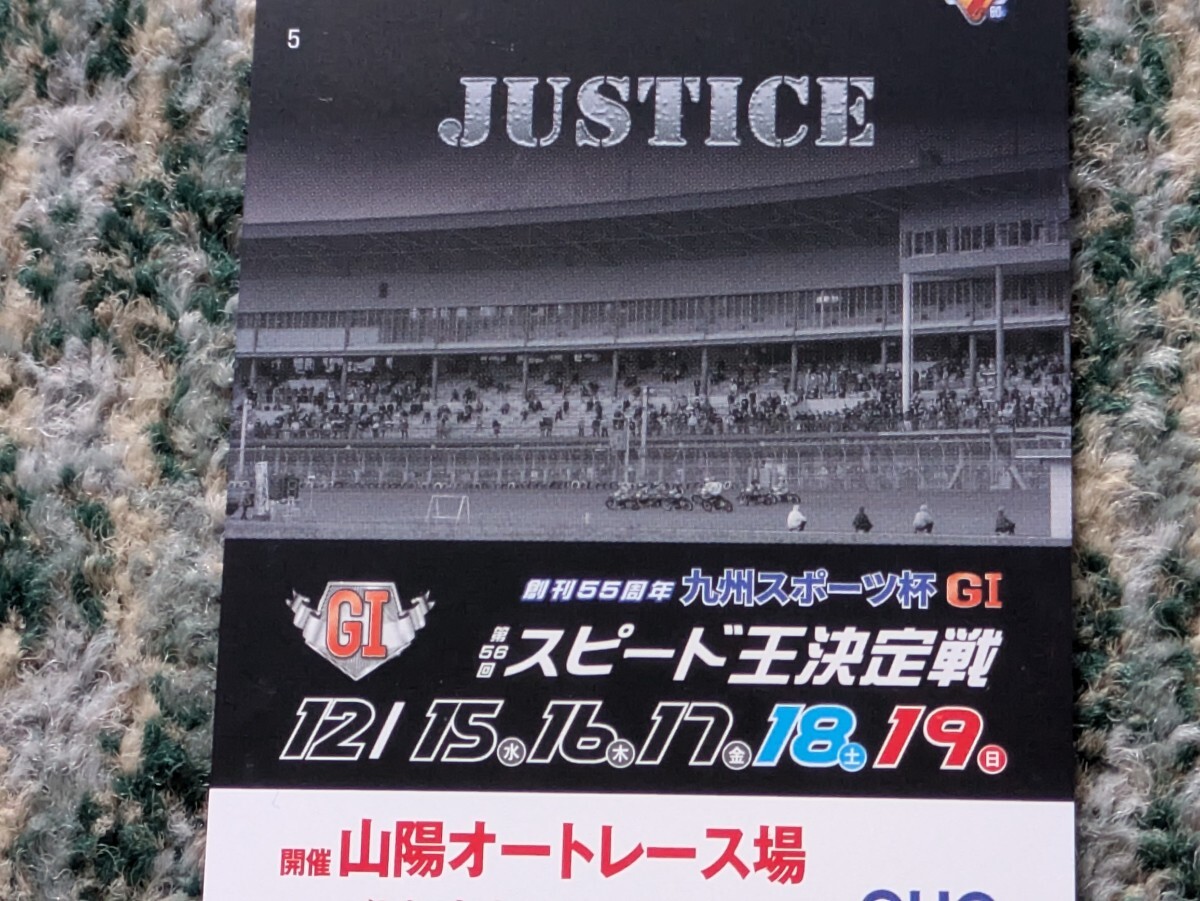 5
JUSTICE
GI
創刊55周年 九州スポーツ杯 GI
第56回 スピード王決定戦
12/15水 16木 17金 18土 19日
開催 山陽オートレース場